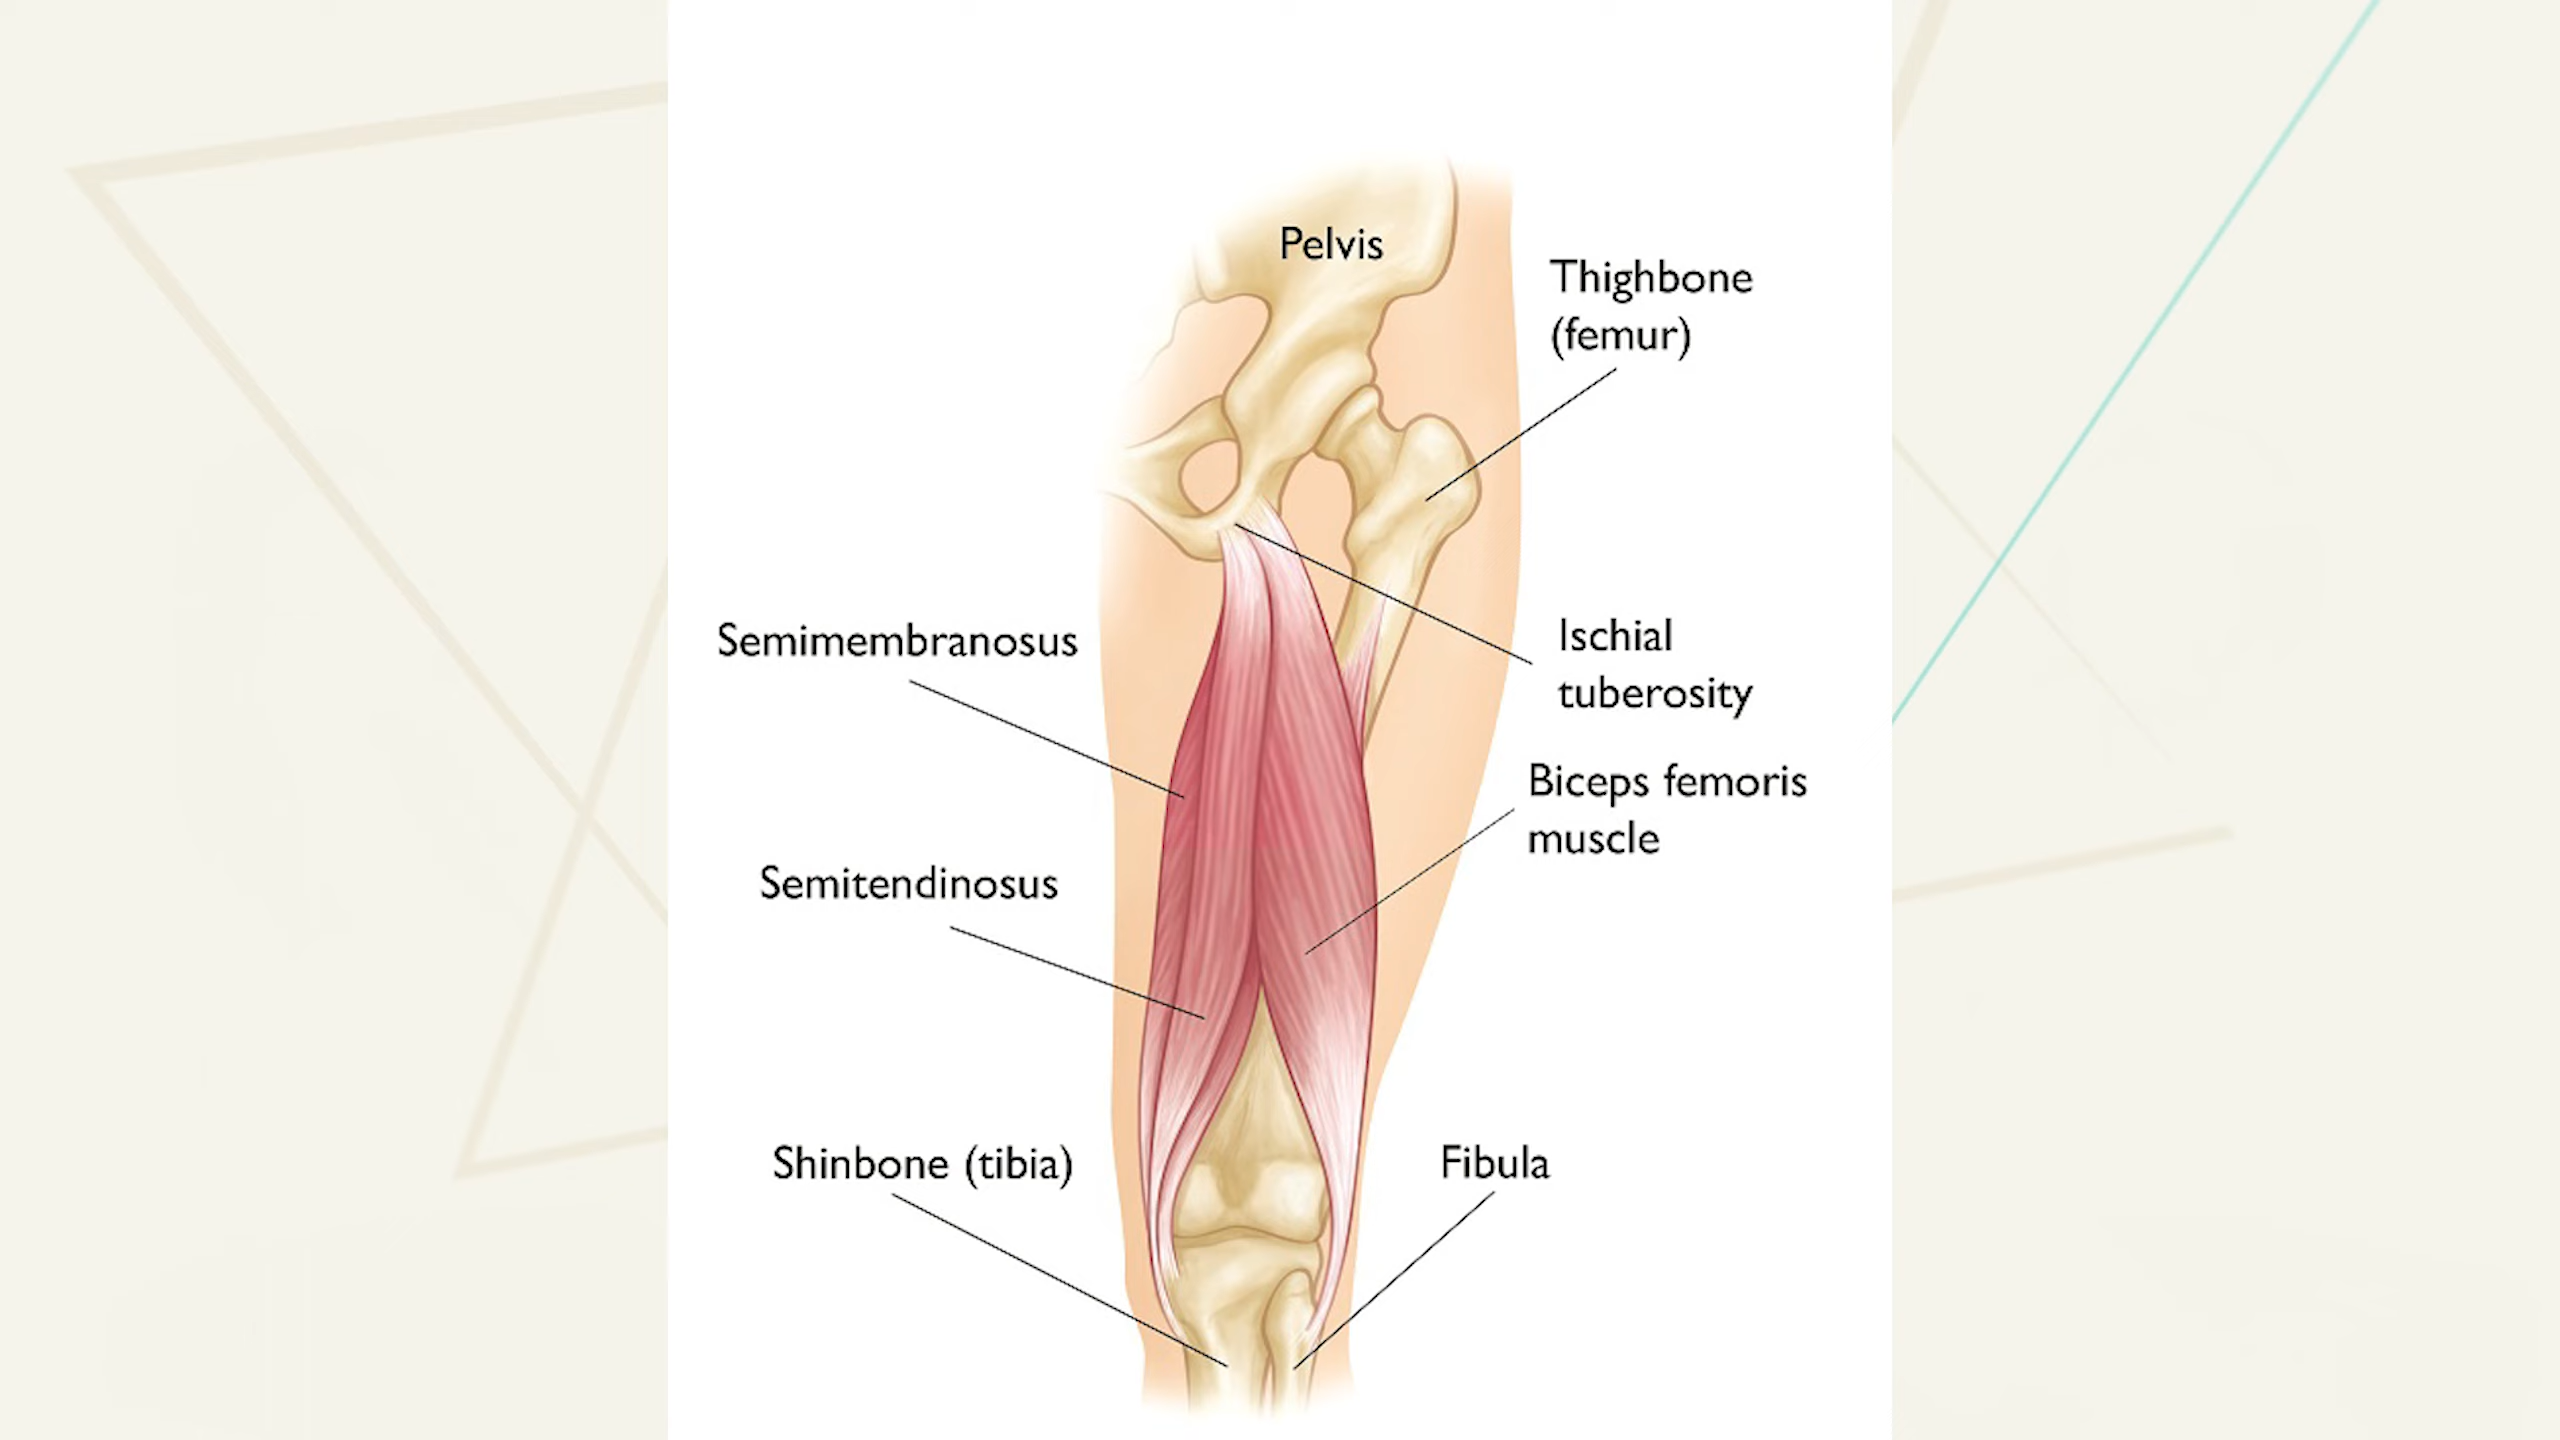 Pelvis
Thighbone
(femur)
Semimembranosus
Ischial
tuberosity
Biceps femoris
muscle
Semitendinosus
Shinbone (tibia)
Fibula